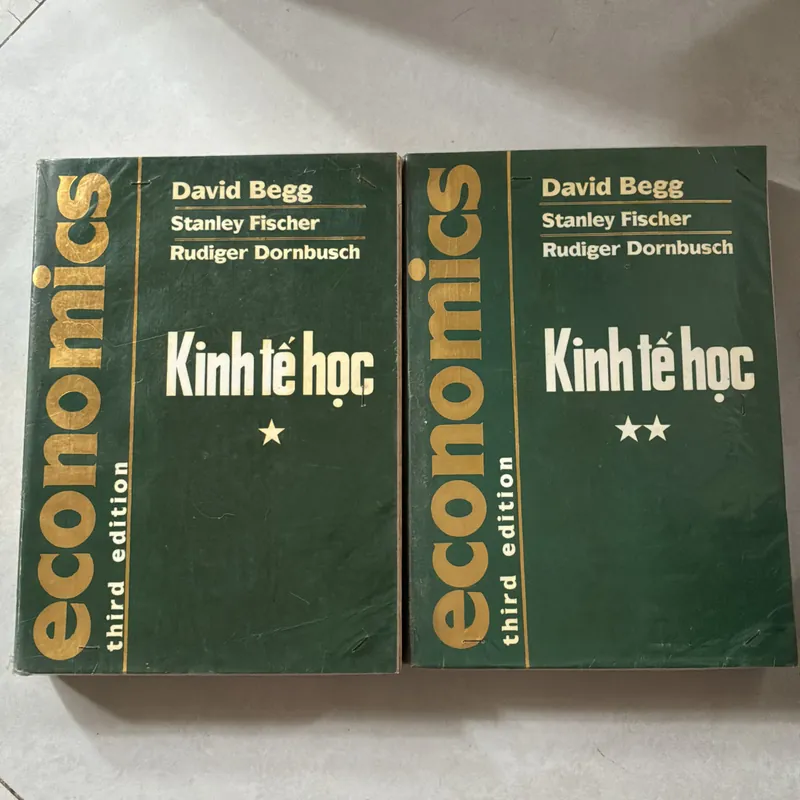 economics
third edition
David Begg
Stanley Fischer
Rudiger Dornbusch
Kinh tế học
★
economics
third edition
David Begg
Stanley Fischer
Rudiger Dornbusch
Kinh tế học
★★